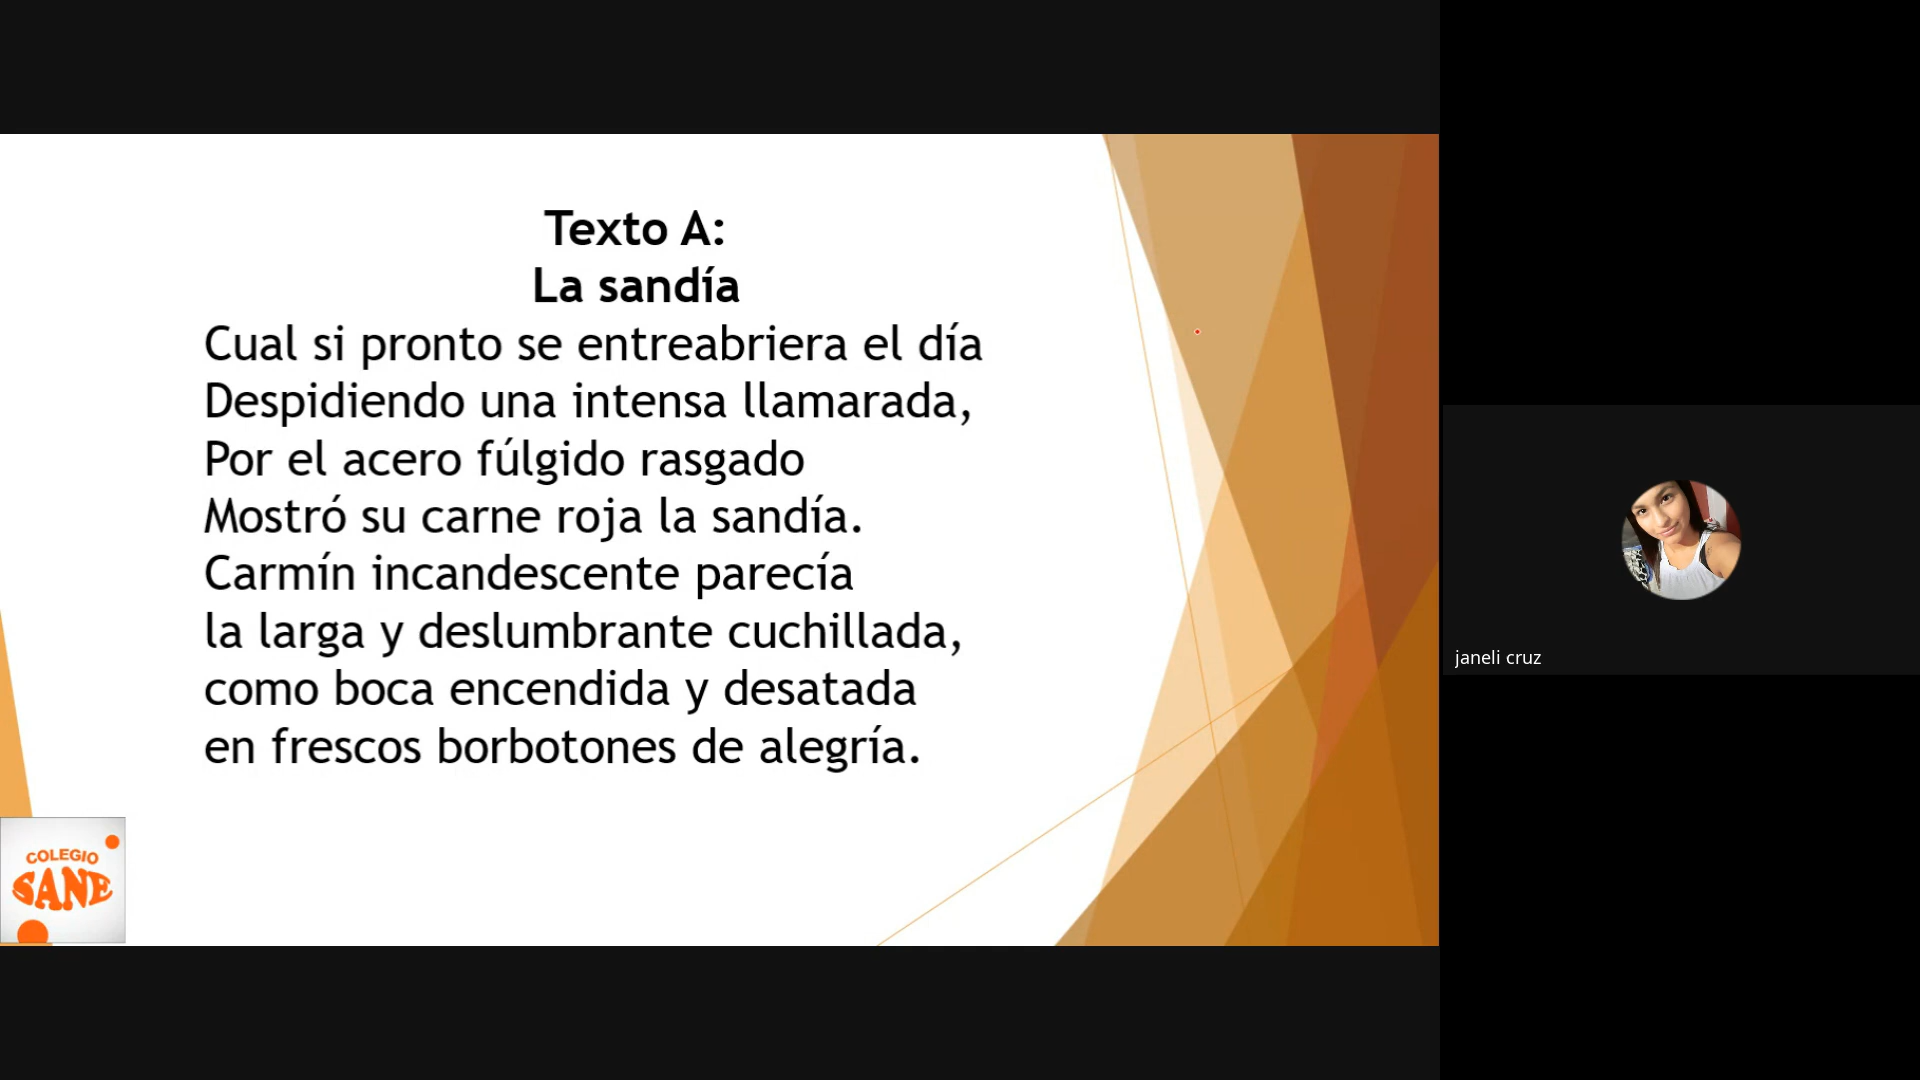 Texto A:
La sandía
Cual si pronto se entreabriera el día
Despidiendo una intensa llamarada,
Por el acero fúlgido rasgado
Mostró su carne roja la sandía.
Carmín incandescente parecía
la larga y deslumbrante cuchillada,
como boca encendida y desatada
en frescos borbotones de alegría.
COLEGIO
SANE
janeli cruz